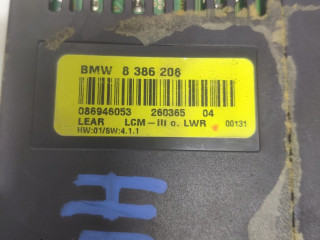 BMW 8 386 206
086946053 260365 04
LEAR LCM-III o. LWR 00131
HW:01/SW:4.1.1